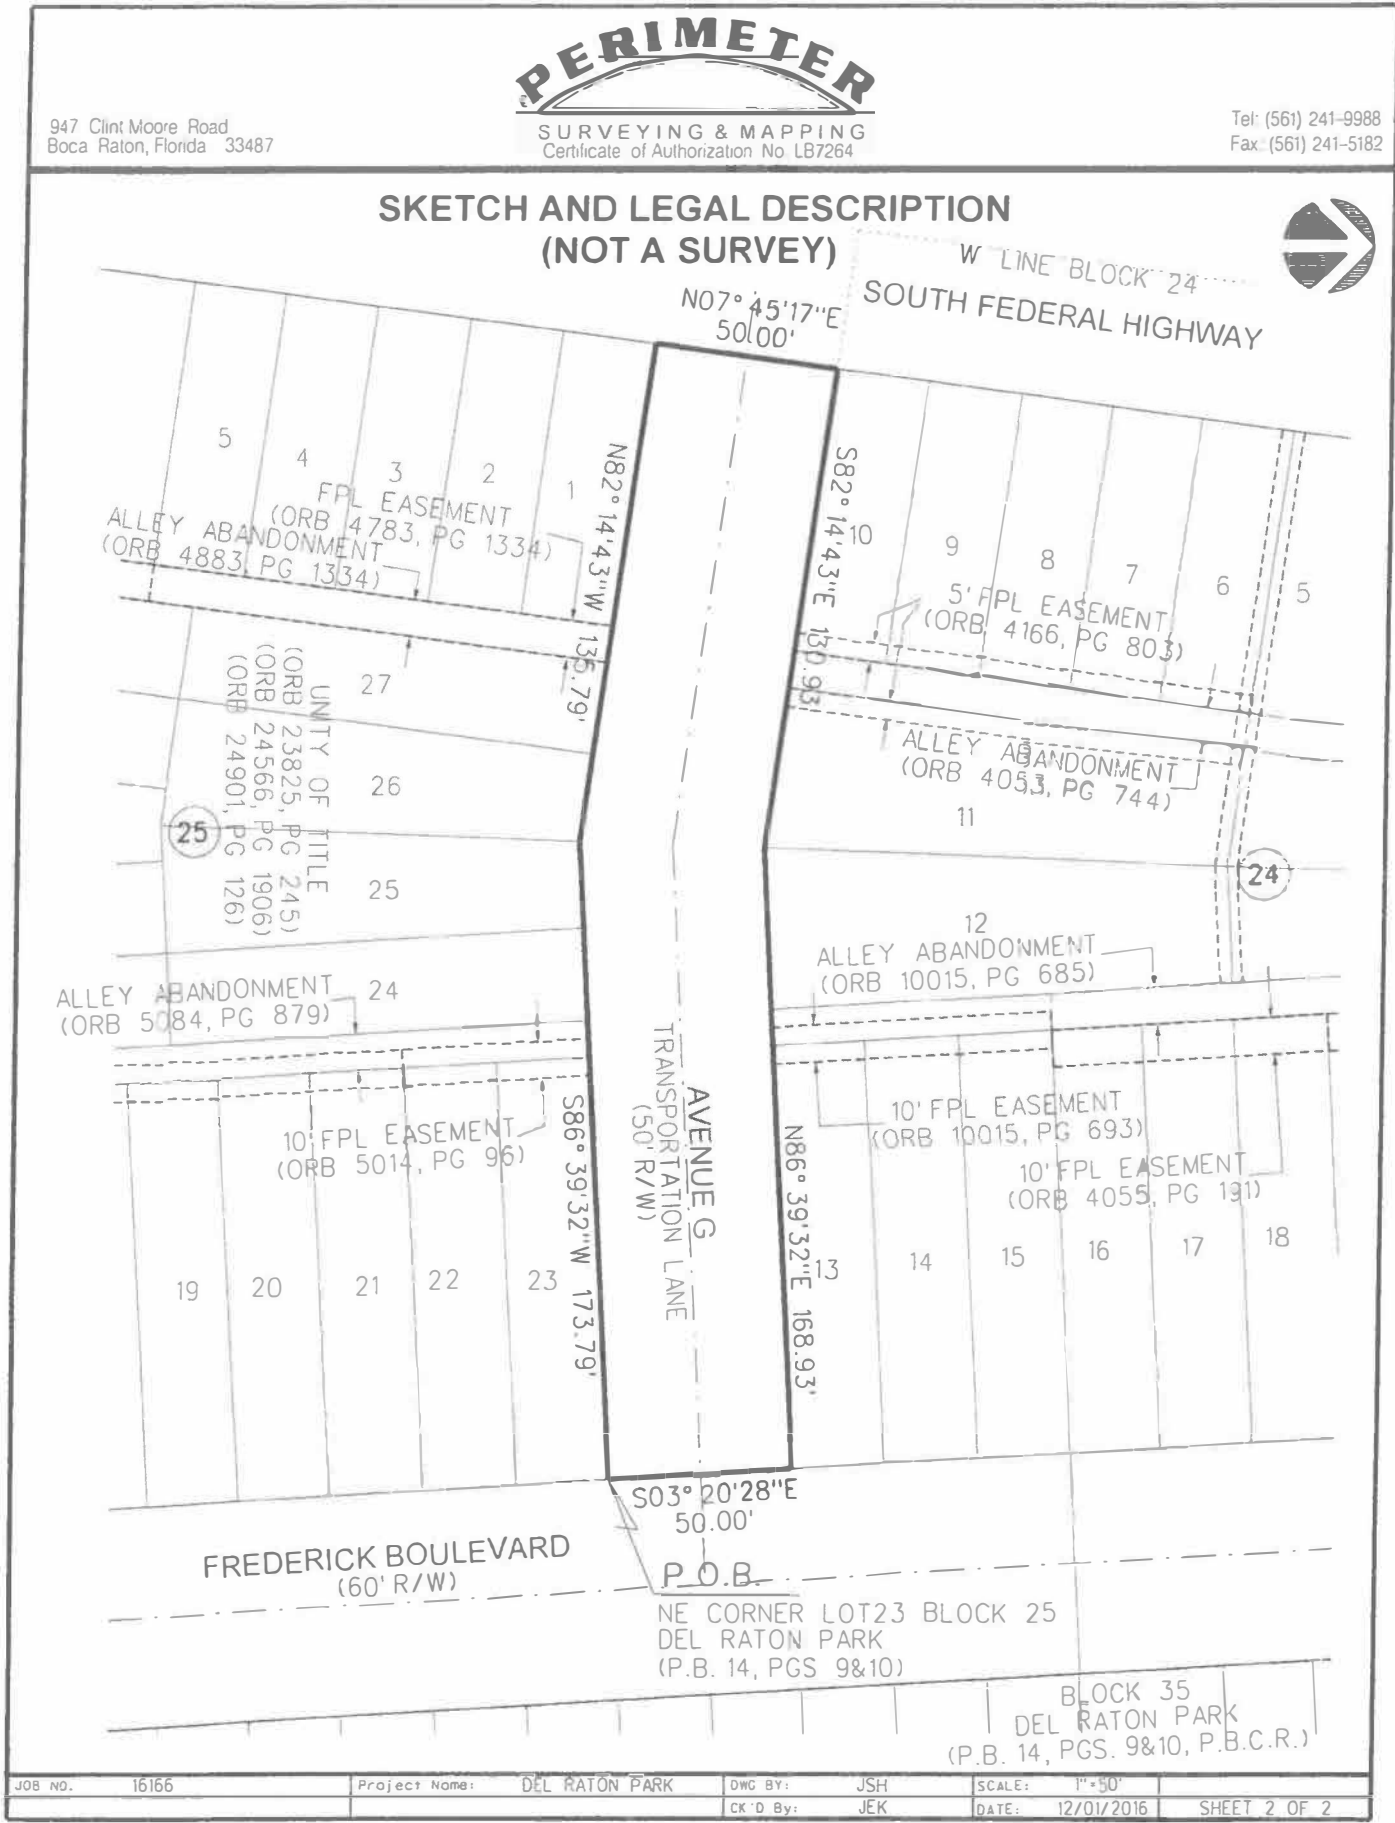 PERIMETER
SURVEYING & MAPPING
Certificate of Authorization No. LB7264
947 Clint Moore Road
Boca Raton, Florida 33487
Tel: (561) 241-9988
Fax: (561) 241-5182
SKETCH AND LEGAL DESCRIPTION
(NOT A SURVEY)
W LINE BLOCK 24
SOUTH FEDERAL HIGHWAY
N07°45'17"E
50.00'
5
4
3
2
1
FPL EASEMENT
(ORB 4783, PG 1334)
ALLEY ABANDONMENT
(ORB 4883, PG 1334)
N82°14'43"W 135.79'
S82°14'43"E 130.93'
10
9
8
7
6
5
5' FPL EASEMENT
(ORB 4166, PG 803)
ALLEY ABANDONMENT
(ORB 4053, PG 744)
27
26
25
24
UNITY OF TITLE
(ORB 23825, PG 245)
(ORB 24566, PG 1906)
(ORB 24901, PG 126)
25
11
24
12
ALLEY ABANDONMENT
(ORB 10015, PG 685)
ALLEY ABANDONMENT
(ORB 5084, PG 879)
10' FPL EASEMENT
(ORB 5014, PG 96)
S86°39'32"W 173.79'
AVENUE G
TRANSPORTATION LANE
(50' R/W)
N86°39'32"E 168.93'
10' FPL EASEMENT
(ORB 10015, PG 693)
10' FPL EASEMENT
(ORB 4055, PG 191)
19
20
21
22
23
13
14
15
16
17
18
S03°20'28"E
50.00'
FREDERICK BOULEVARD
(60' R/W)
P.O.B.
NE CORNER LOT23 BLOCK 25
DEL RATON PARK
(P.B. 14, PGS 9&10)
BLOCK 35
DEL RATON PARK
(P.B. 14, PGS. 9&10, P.B.C.R.)
JOB NO. 16166 Project Name: DEL RATON PARK DWG BY: JSH SCALE: 1"=50'
CK'D By: JEK DATE: 12/01/2016 SHEET 2 OF 2